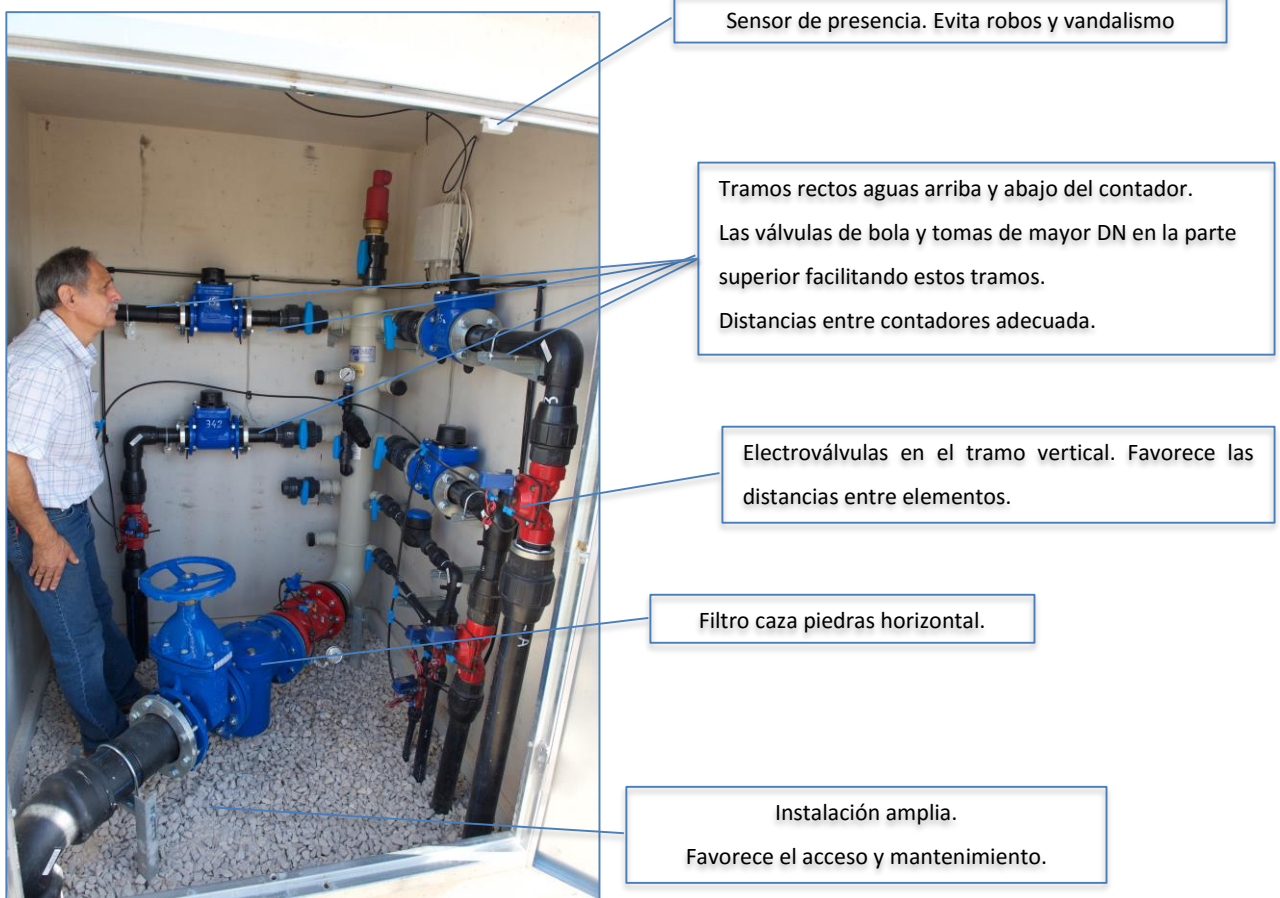 Sensor de presencia. Evita robos y vandalismo
Tramos rectos aguas arriba y abajo del contador.
Las válvulas de bola y tomas de mayor DN en la parte
superior facilitando estos tramos.
Distancias entre contadores adecuada.
Electroválvulas en el tramo vertical. Favorece las
distancias entre elementos.
Filtro caza piedras horizontal.
Instalación amplia.
Favorece el acceso y mantenimiento.
342